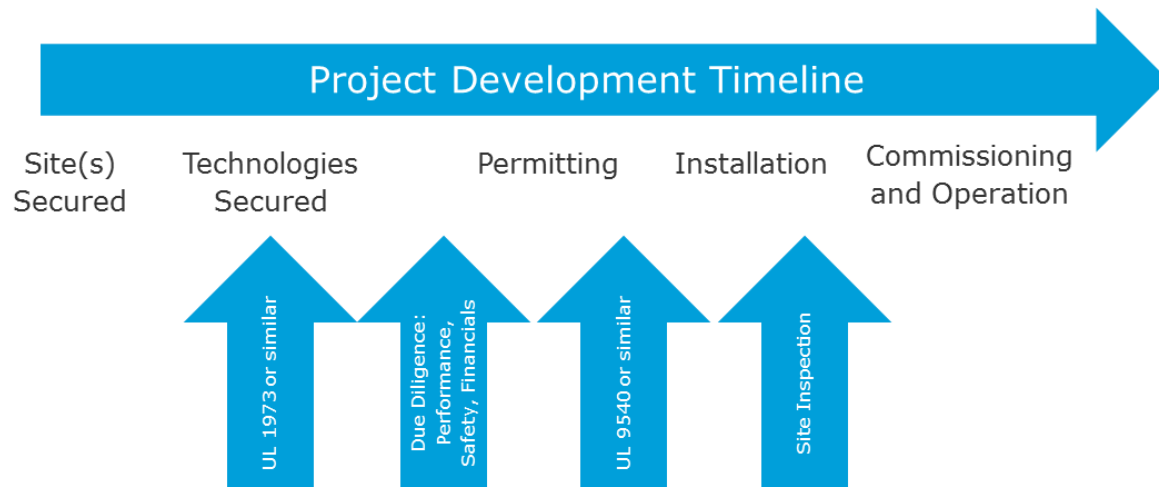 Project Development Timeline
Site(s)
Secured
Technologies
Secured
Permitting
Installation
Commissioning
and Operation
UL 1973 or similar
Due Diligence:
Performance,
Safety, Financials
UL 9540 or similar
Site Inspection